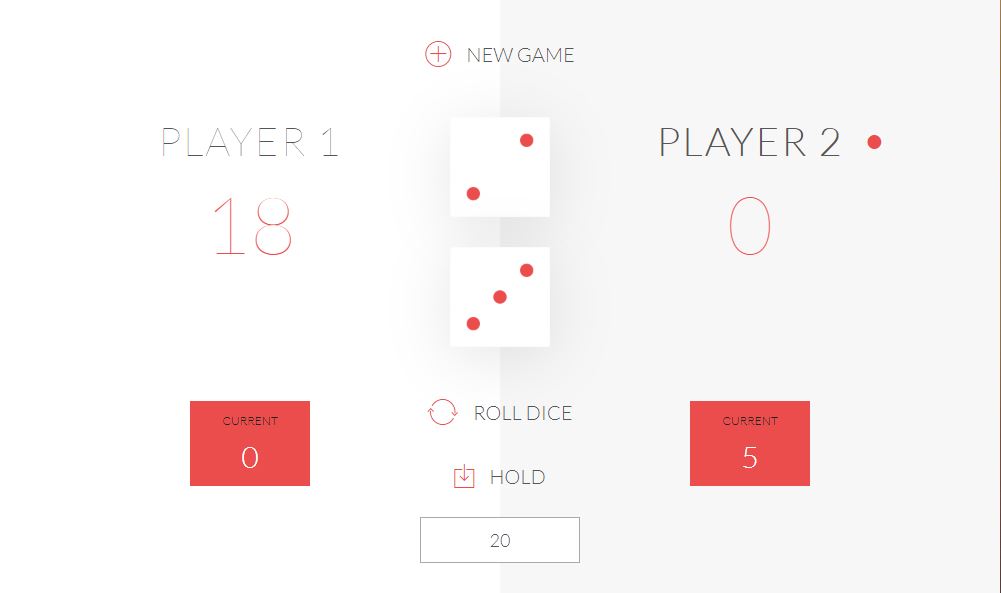 NEW GAME
PLAYER 1
18
PLAYER 2
0
CURRENT
0
ROLL DICE
HOLD
20
CURRENT
5